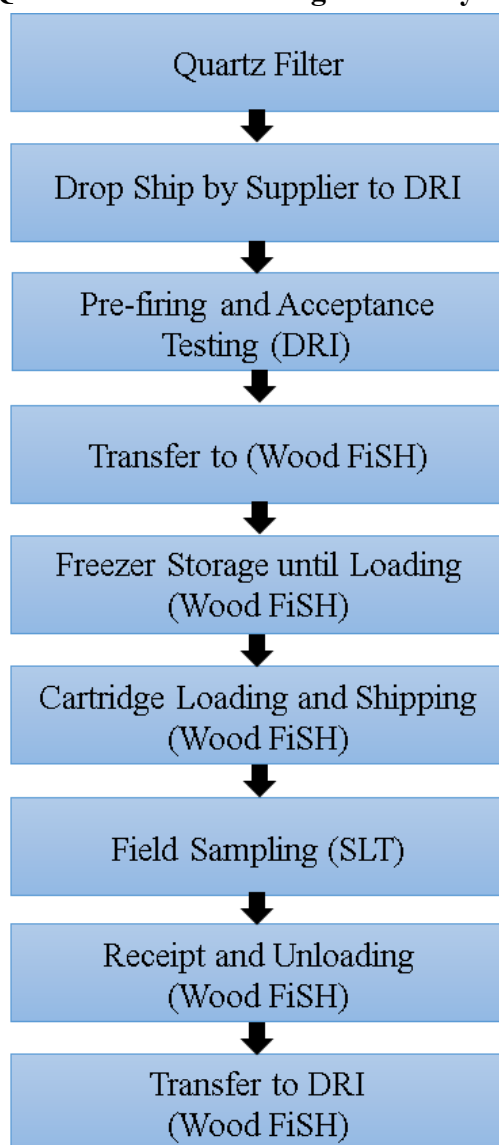 Quartz Filter
Drop Ship by Supplier to DRI
Pre-firing and Acceptance
Testing (DRI)
Transfer to (Wood FiSH)
Freezer Storage until Loading
(Wood FiSH)
Cartridge Loading and Shipping
(Wood FiSH)
Field Sampling (SLT)
Receipt and Unloading
(Wood FiSH)
Transfer to DRI
(Wood FiSH)